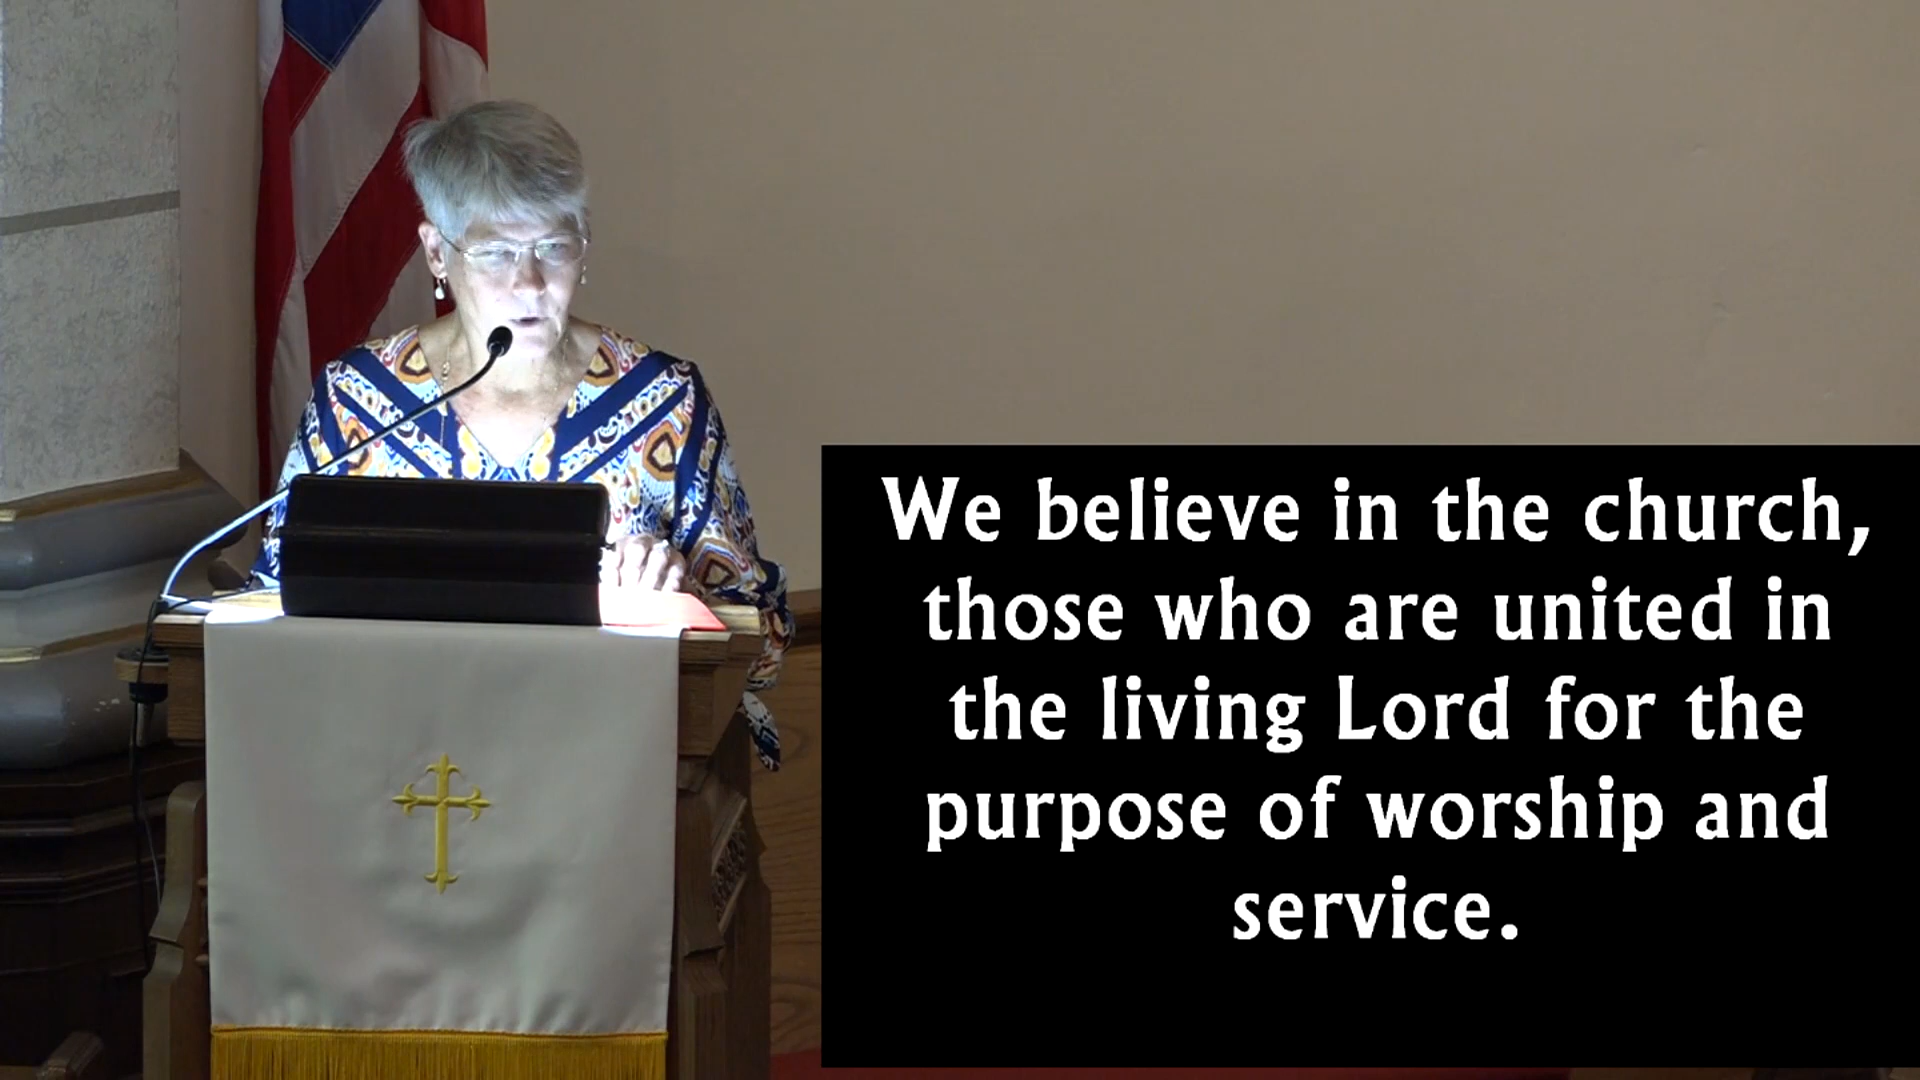 We believe in the church,
those who are united in
the living Lord for the
purpose of worship and
service.